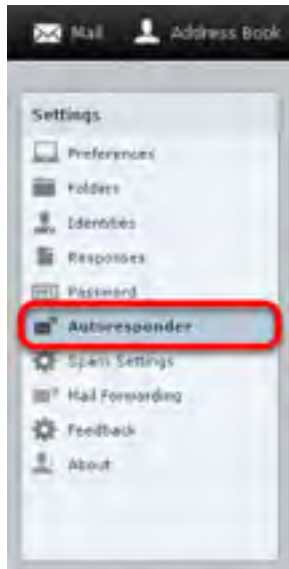 Mail Address Book
Settings
Preferences
Folders
Identities
Responses
Password
Autoresponder
Spam Settings
Mail Forwarding
Feedback
About